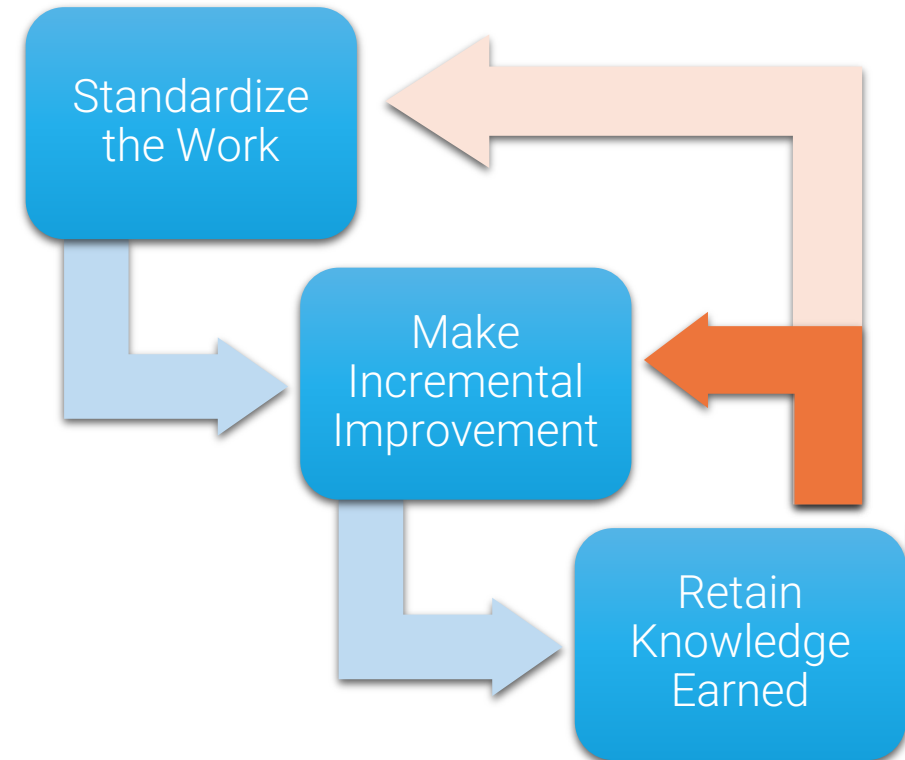 Standardize
the Work
Make
Incremental
Improvement
Retain
Knowledge
Earned